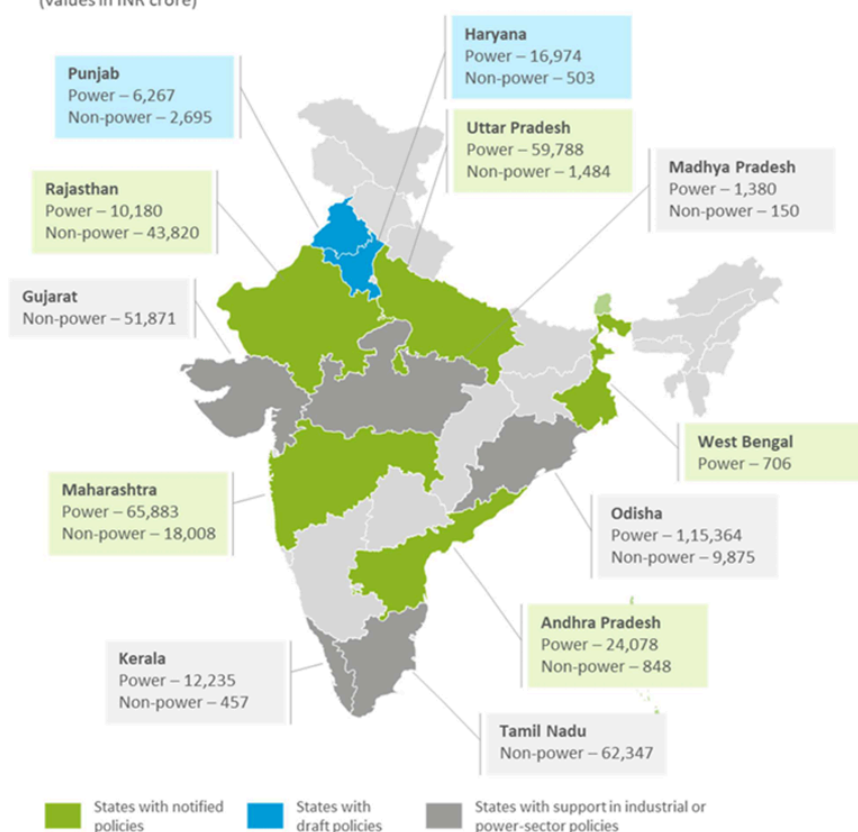 (values in INR crore)
Haryana
Power – 16,974
Non-power – 503
Punjab
Power – 6,267
Non-power – 2,695
Uttar Pradesh
Power – 59,788
Non-power – 1,484
Madhya Pradesh
Power – 1,380
Non-power – 150
Rajasthan
Power – 10,180
Non-power – 43,820
Gujarat
Non-power – 51,871
West Bengal
Power – 706
Maharashtra
Power – 65,883
Non-power – 18,008
Odisha
Power – 1,15,364
Non-power – 9,875
Andhra Pradesh
Power – 24,078
Non-power – 848
Kerala
Power – 12,235
Non-power – 457
Tamil Nadu
Non-power – 62,347
States with notified
policies
States with
draft policies
States with support in industrial or
power-sector policies